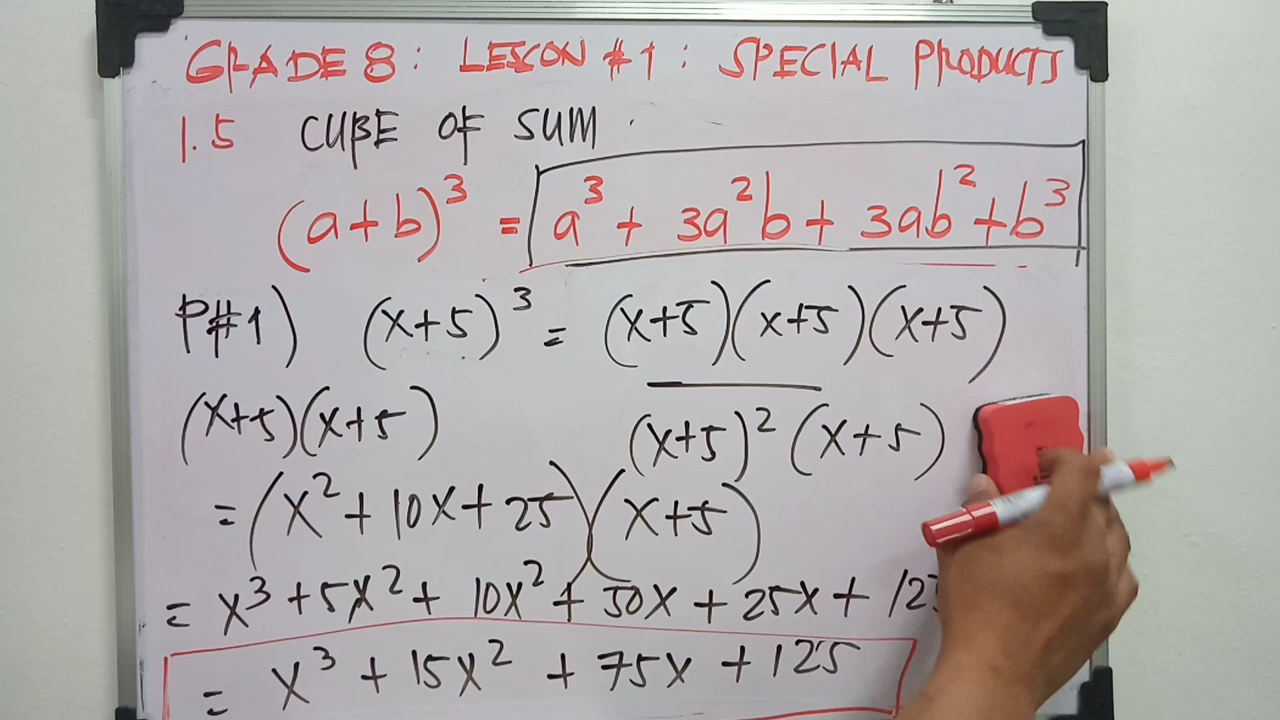 GRADE 8: LESSON #1: SPECIAL PRODUCTS
1.5 CUBE OF SUM.
(a+b)³ = a³ + 3a²b + 3ab² + b³
P#1) (x+5)³ = (x+5)(x+5)(x+5)
(x+5)(x+5) (x+5)² (x+5)
= (x² + 10x + 25)(x+5)
= x³ + 5x² + 10x² + 50x + 25x +
= x³ + 15x² + 75x + 125